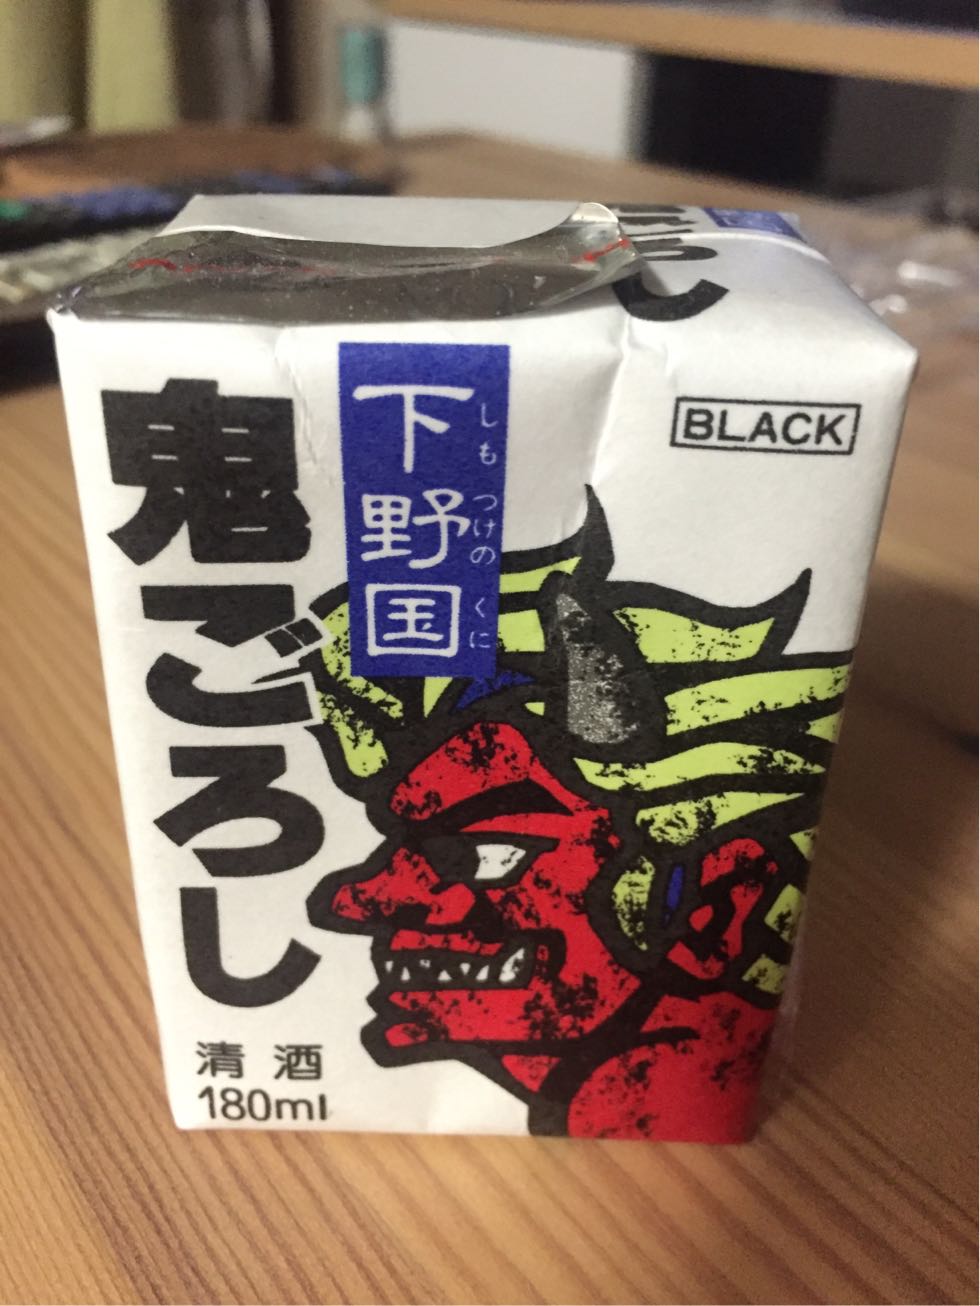 鬼ごろし
下野国
しもつけのくに
BLACK
清酒
180ml